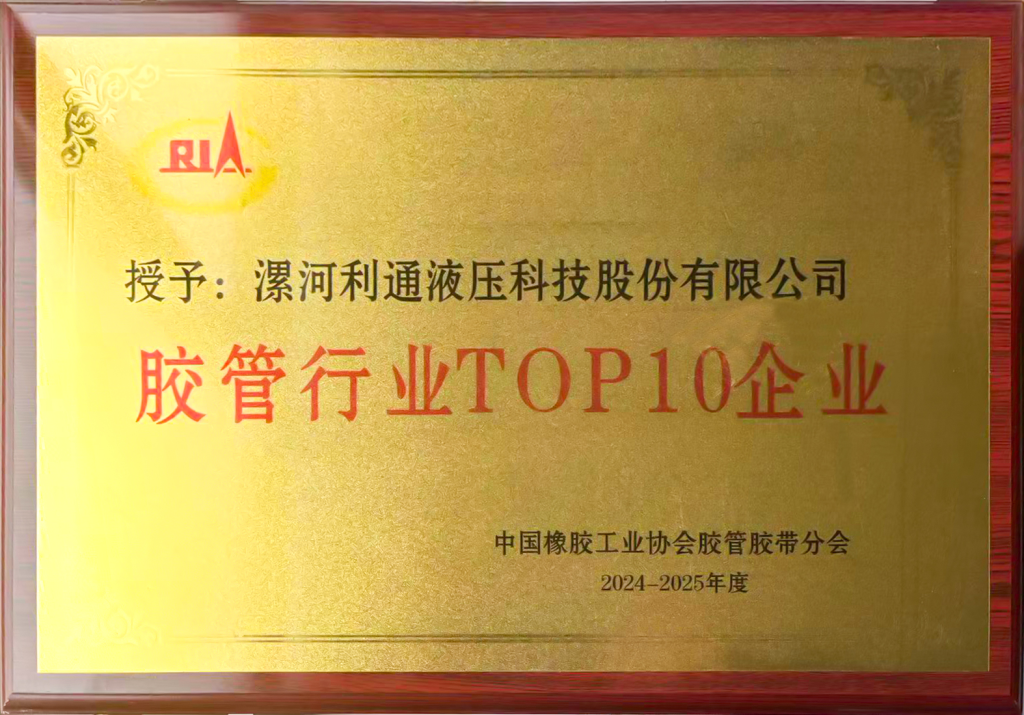 RIA
授予：漯河利通液压科技股份有限公司
胶管行业TOP10企业
中国橡胶工业协会胶管胶带分会
2024-2025年度